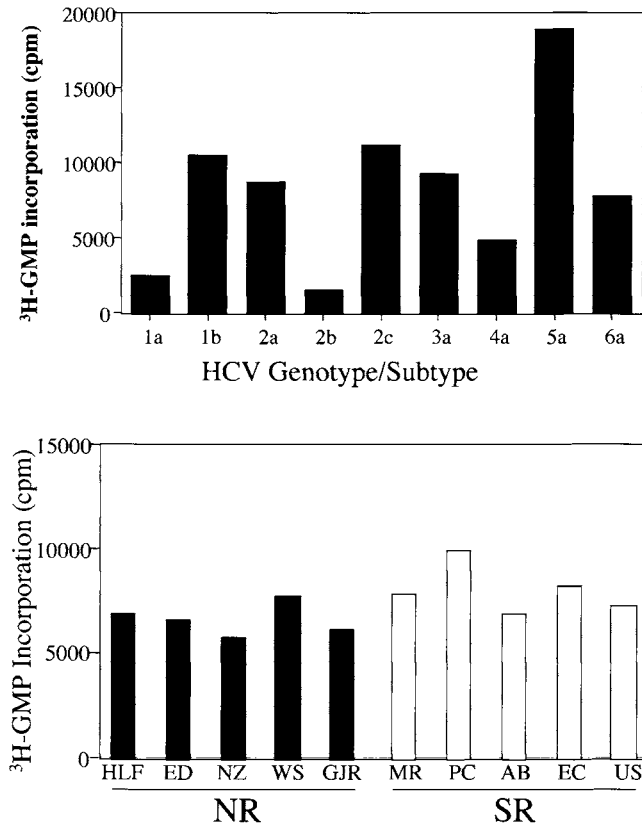 ³H-GMP incorporation (cpm)
20000
15000
10000
5000
0
1a 1b 2a 2b 2c 3a 4a 5a 6a
HCV Genotype/Subtype
³H-GMP Incorporation (cpm)
15000
10000
5000
0
HLF ED NZ WS GJR MR PC AB EC US
NR SR